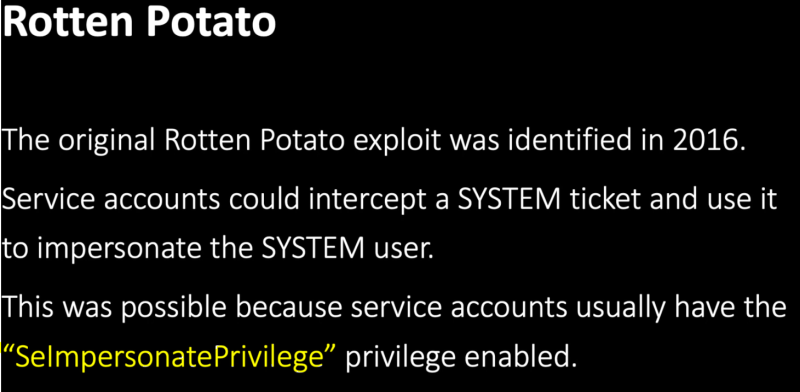 Rotten Potato
The original Rotten Potato exploit was identified in 2016.
Service accounts could intercept a SYSTEM ticket and use it
to impersonate the SYSTEM user.
This was possible because service accounts usually have the
“SeImpersonatePrivilege” privilege enabled.